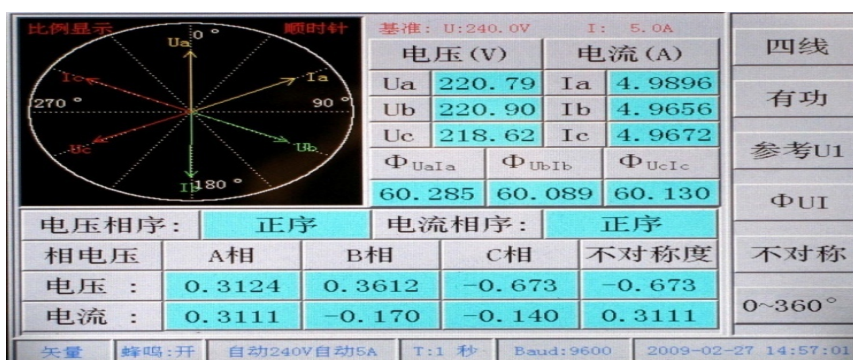 比例显示 顺时针 基准: U:240.0V I: 5.0A
0°
Ua
Ia
Ic
270° 90°
Uc
Ub
Ib 180°
电压(V) 电流(A)
Ua 220.79 Ia 4.9896
Ub 220.90 Ib 4.9656
Uc 218.62 Ic 4.9672
ΦUaIa ΦUbIb ΦUcIc
60.285 60.089 60.130
电压相序: 正序 电流相序: 正序
相电压 A相 B相 C相 不对称度
电压 : 0.3124 0.3612 -0.673 -0.673
电流 : 0.3111 -0.170 -0.140 0.3111
四线
有功
参考U1
ΦUI
不对称
0~360°
矢量 蜂鸣:开 自动240V自动5A T:1 秒 Baud:9600 2009-02-27 14:57:01